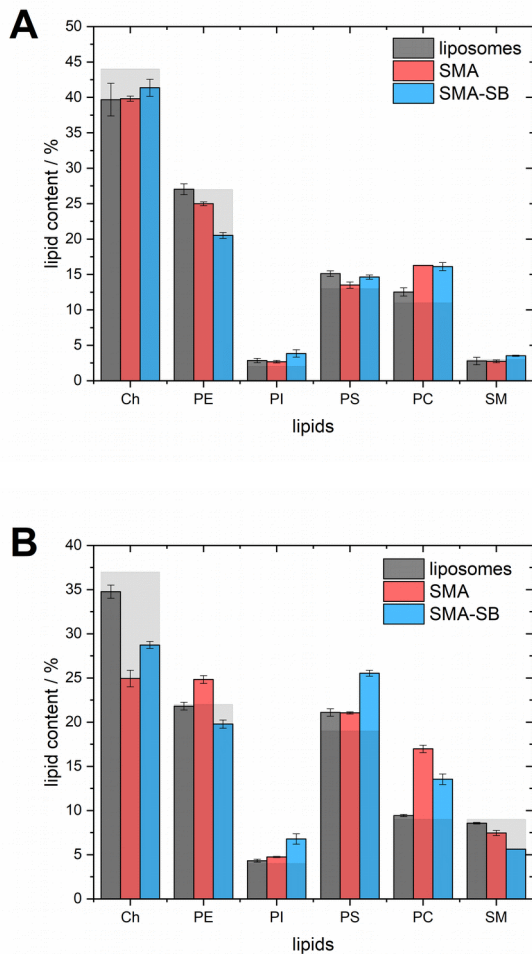 A
50
45
40
35
30
25
20
15
10
5
0
lipid content / %
liposomes
SMA
SMA-SB
Ch PE PI PS PC SM
lipids
B
40
35
30
25
20
15
10
5
0
lipid content / %
liposomes
SMA
SMA-SB
Ch PE PI PS PC SM
lipids